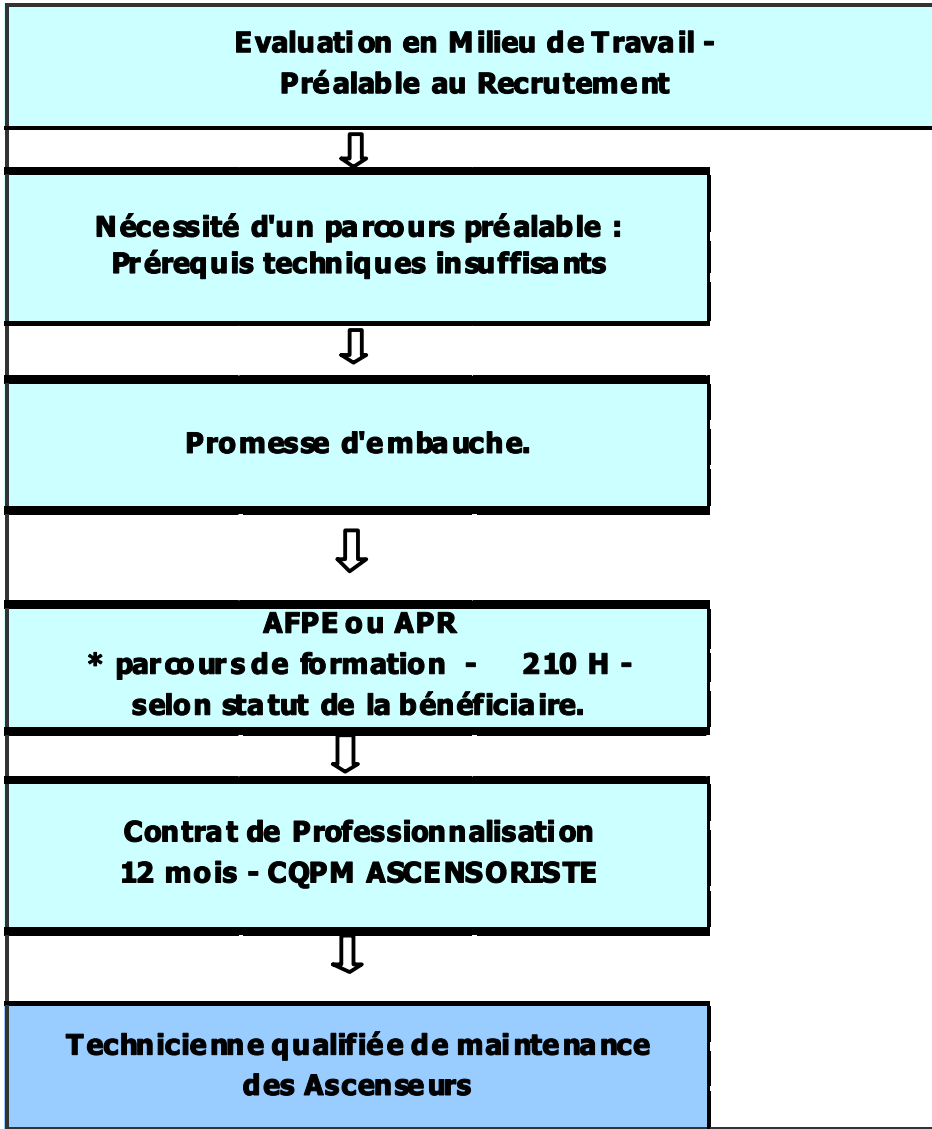 Evaluation en Milieu de Travail -
Préalable au Recrutement
Nécessité d'un parcours préalable :
Prérequis techniques insuffisants
Promesse d'embauche.
AFPE ou APR
* parcours de formation - 210 H -
selon statut de la bénéficiaire.
Contrat de Professionnalisation
12 mois - CQPM ASCENSORISTE
Technicienne qualifiée de maintenance
des Ascenseurs